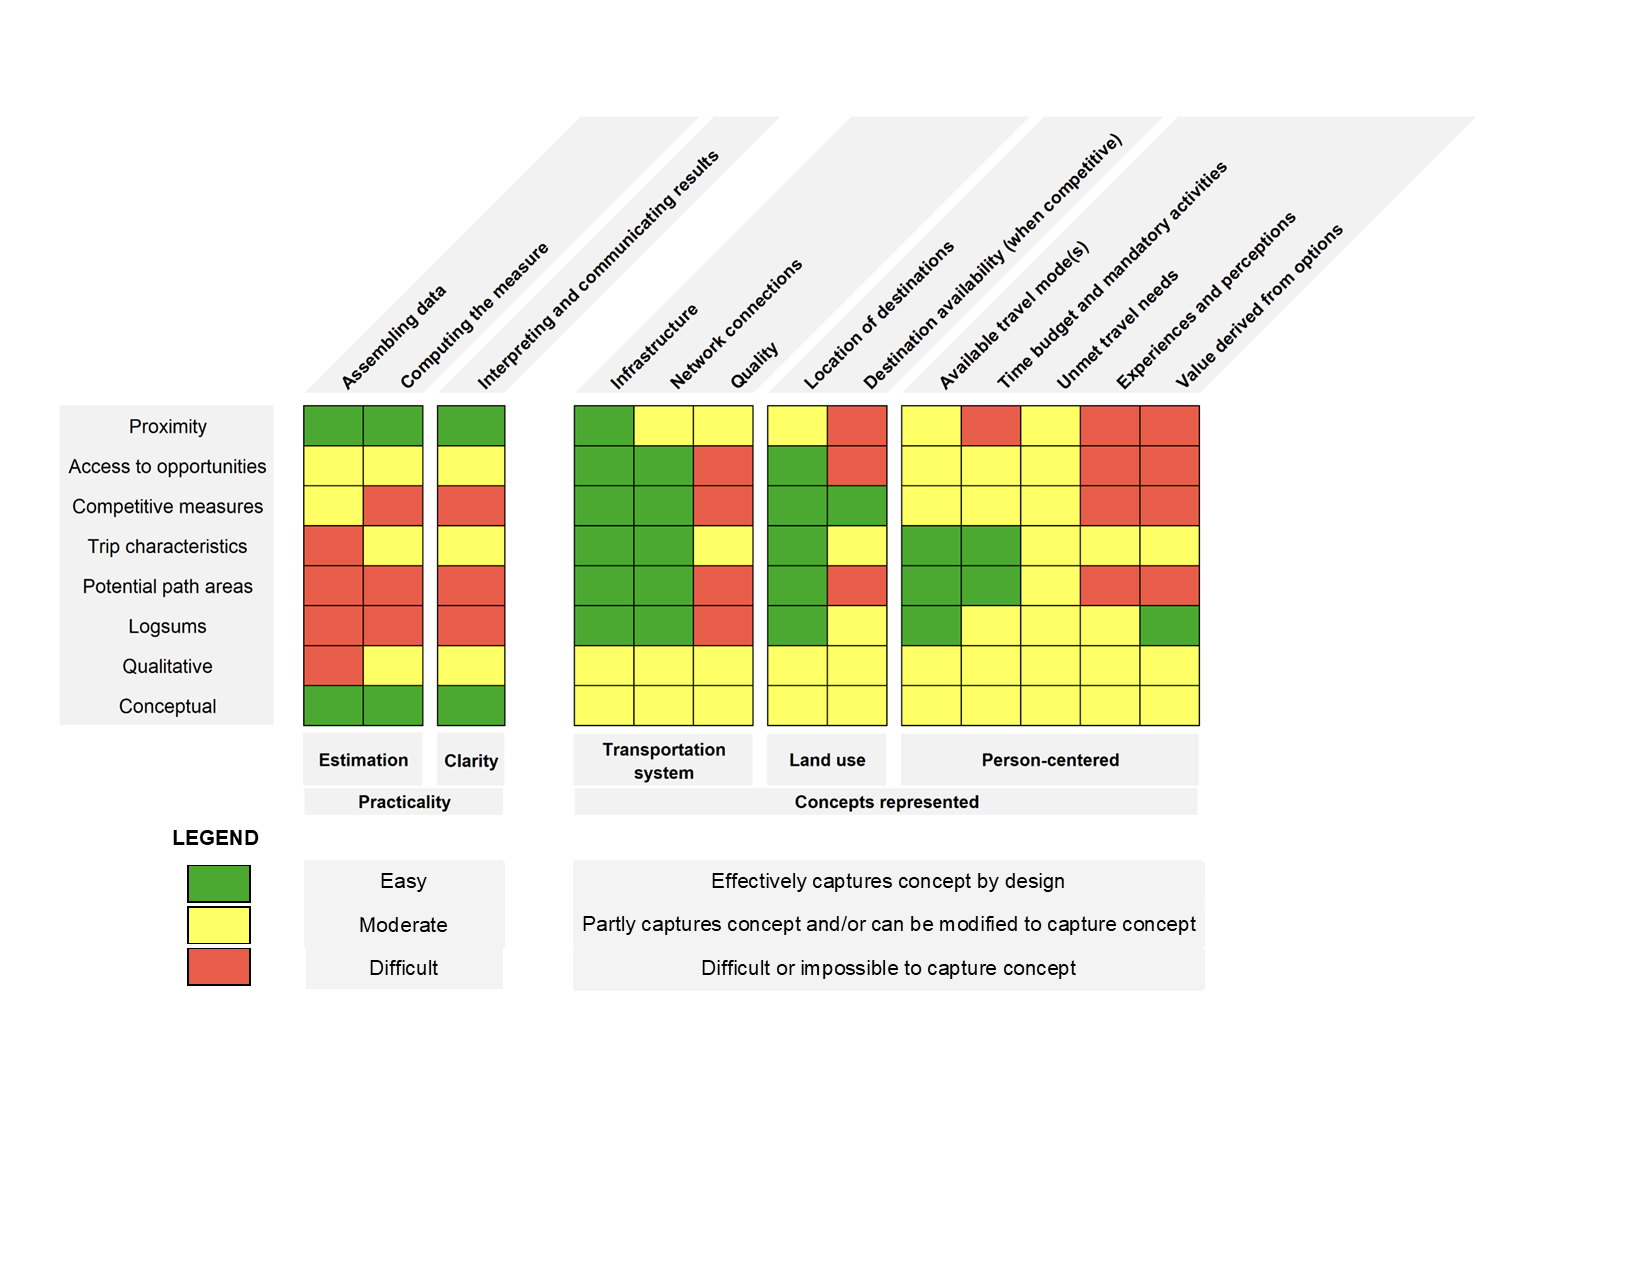 Assembling data
Computing the measure
Interpreting and communicating results
Infrastructure
Network connections
Quality
Location of destinations
Destination availability (when competitive)
Available travel mode(s)
Time budget and mandatory activities
Unmet travel needs
Experiences and perceptions
Value derived from options
Proximity
Access to opportunities
Competitive measures
Trip characteristics
Potential path areas
Logsums
Qualitative
Conceptual
Estimation
Clarity
Transportation
system
Land use
Person-centered
Practicality
Concepts represented
LEGEND
Easy
Effectively captures concept by design
Moderate
Partly captures concept and/or can be modified to capture concept
Difficult
Difficult or impossible to capture concept